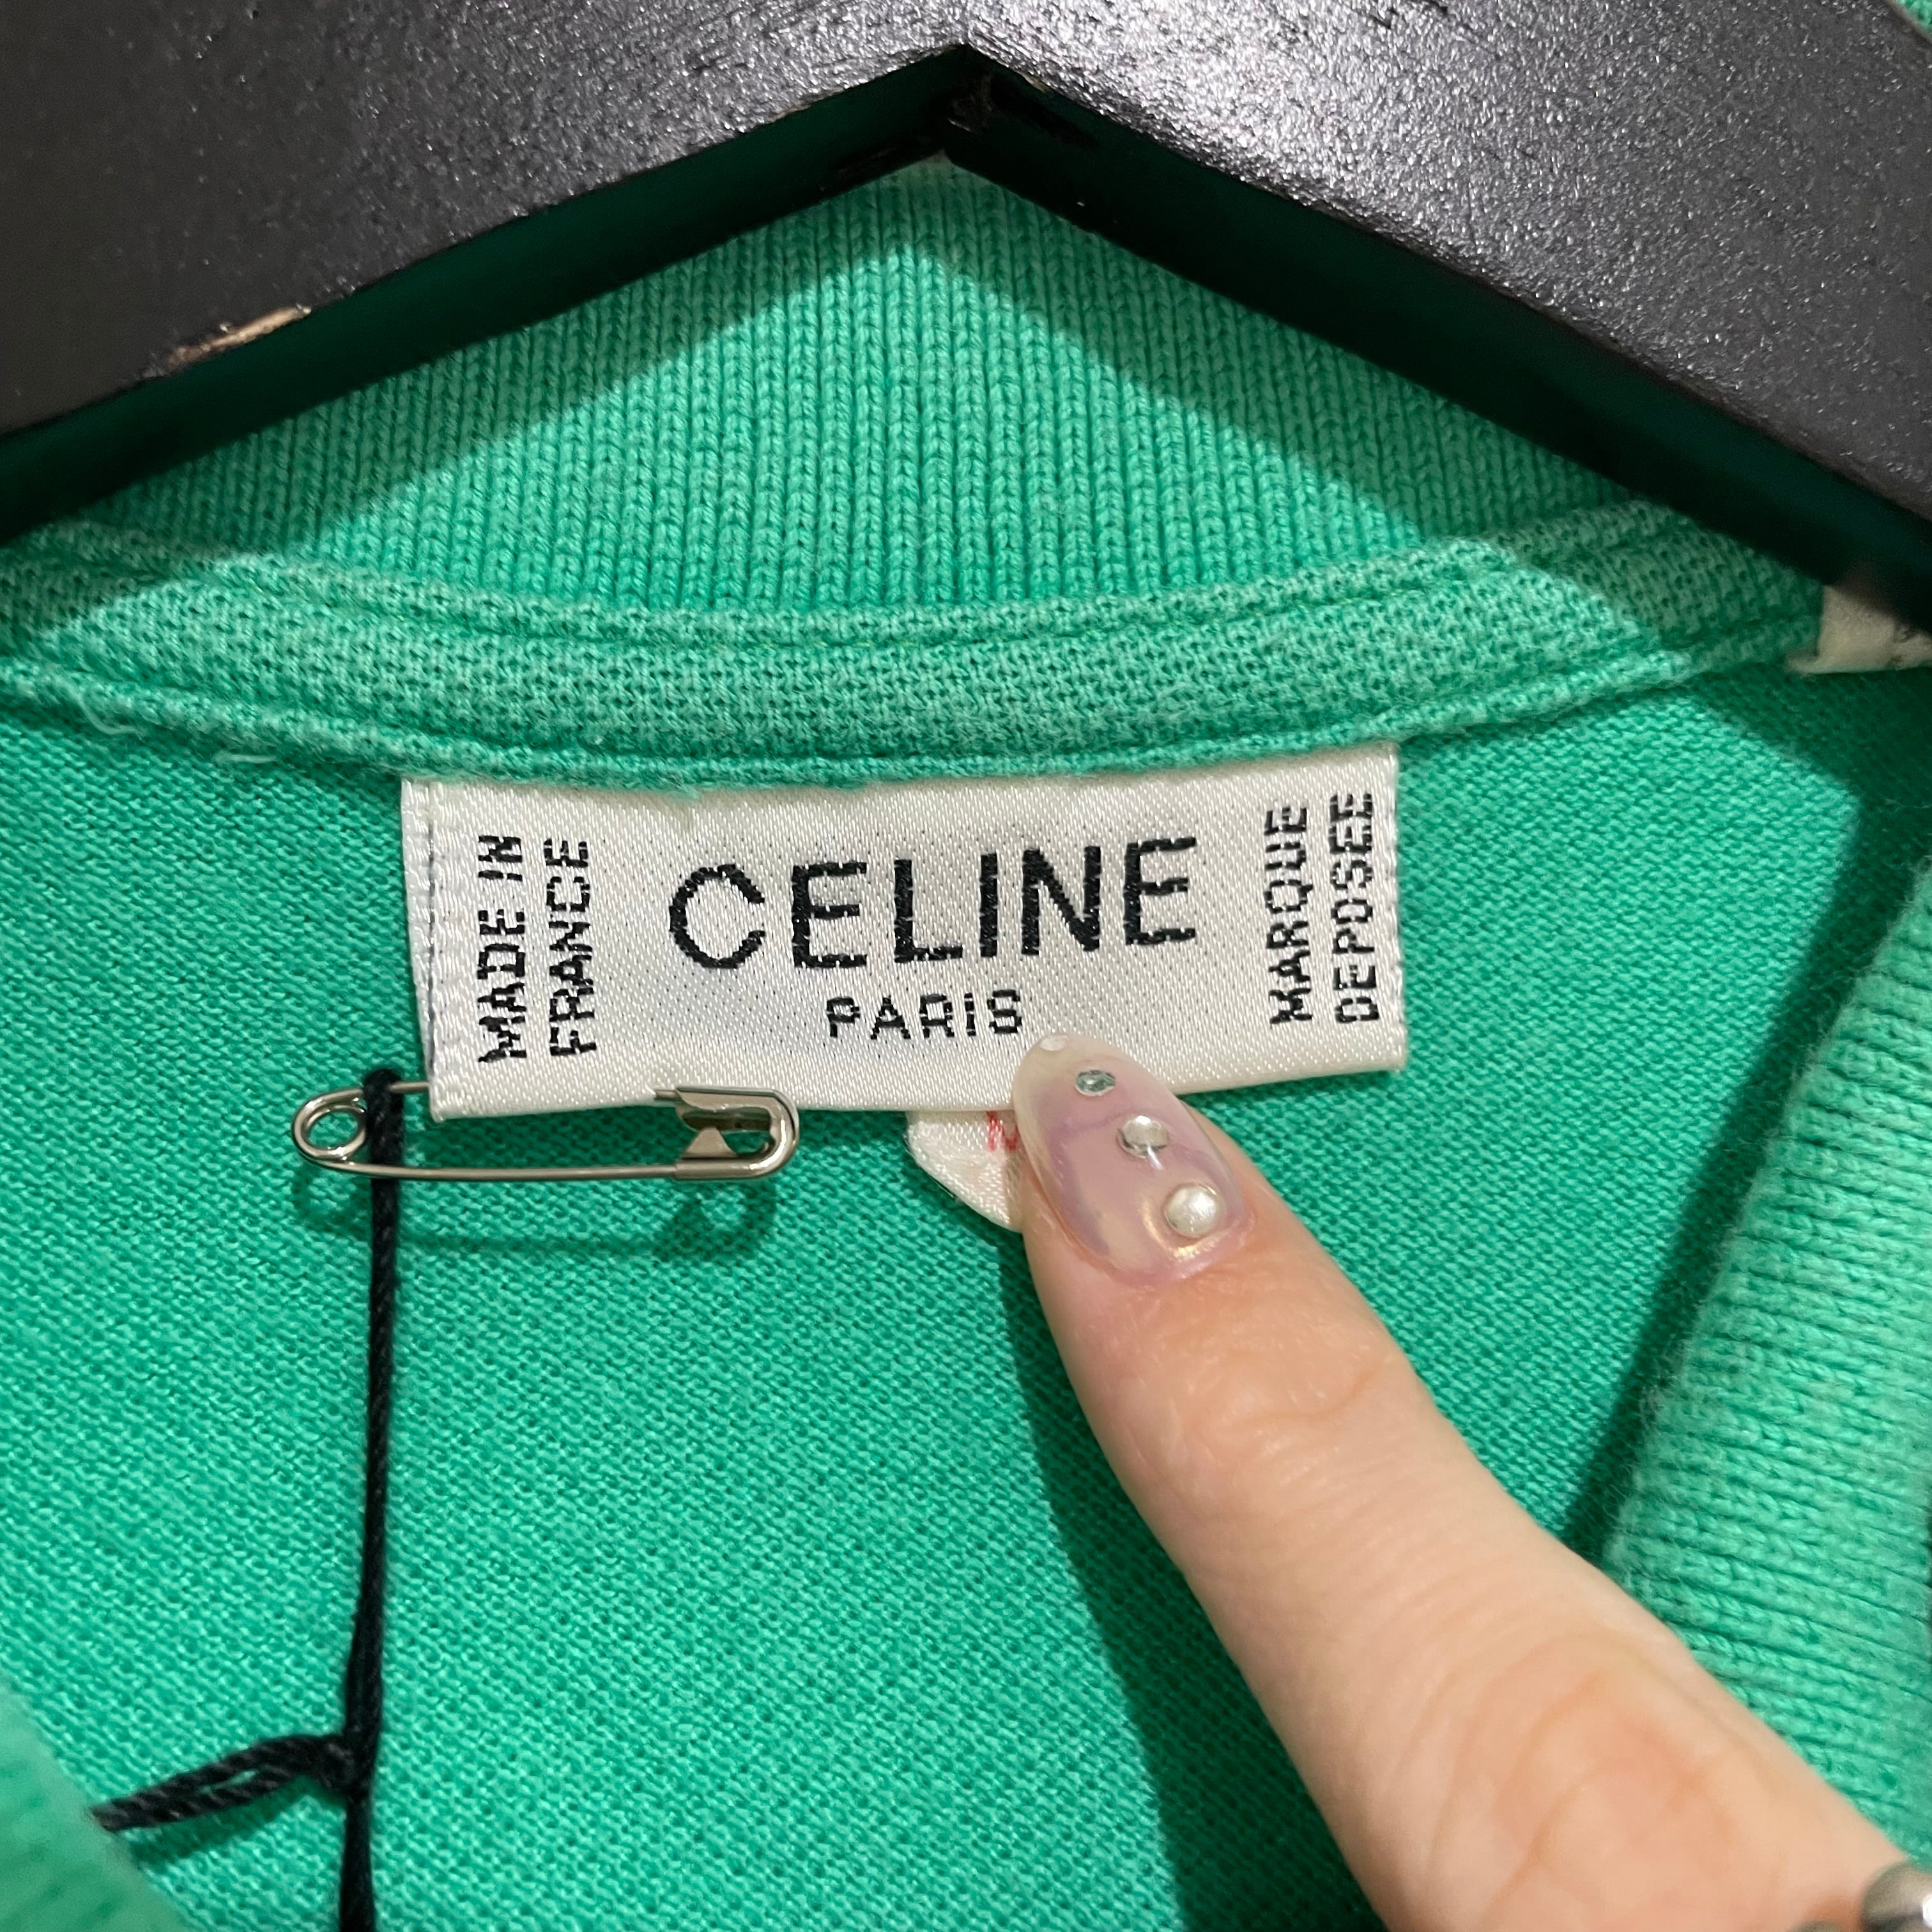 MADE IN
FRANCE
CELINE
PARIS
MARQUE
DEPOSEE